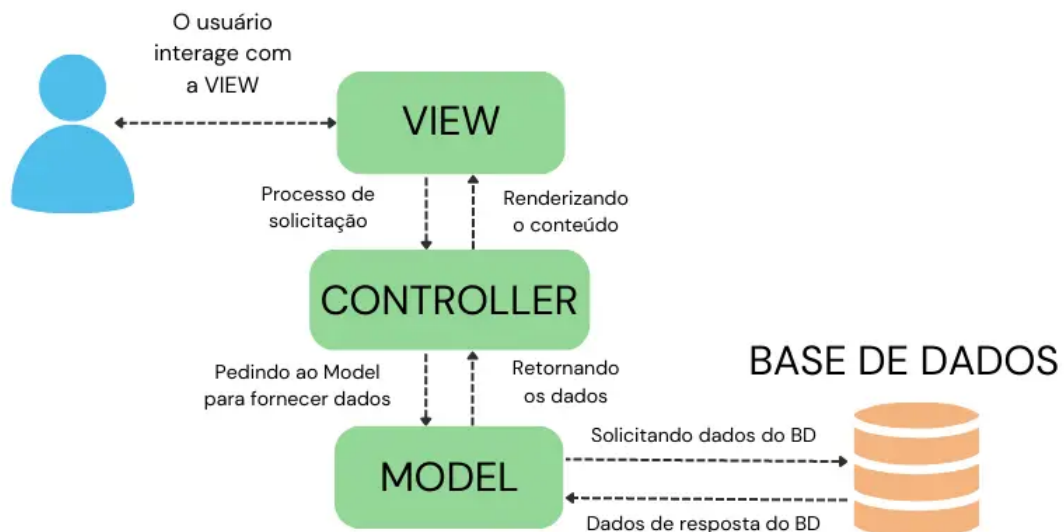 O usuário
interage com
a VIEW
VIEW
Processo de
solicitação
Renderizando
o conteúdo
CONTROLLER
Pedindo ao Model
para fornecer dados
Retornando
os dados
BASE DE DADOS
MODEL
Solicitando dados do BD
Dados de resposta do BD